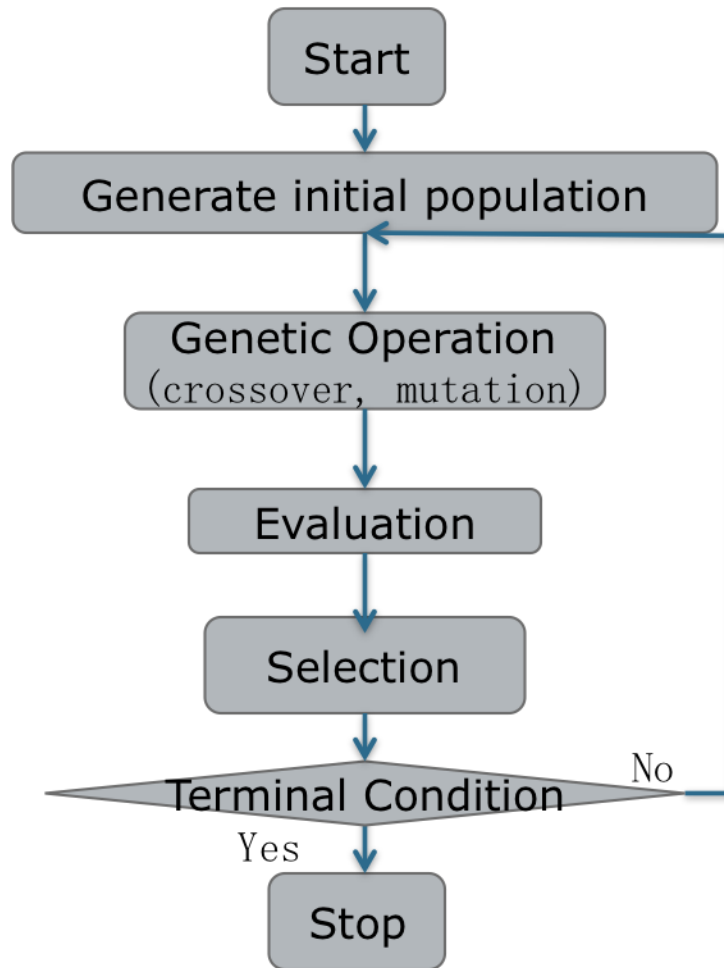 Start
Generate initial population
Genetic Operation
(crossover, mutation)
Evaluation
Selection
Terminal Condition
No
Yes
Stop